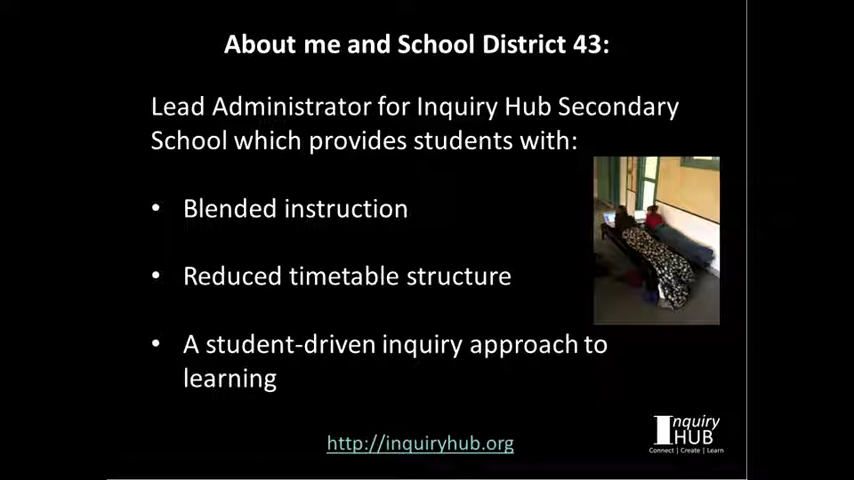 About me and School District 43:
Lead Administrator for Inquiry Hub Secondary
School which provides students with:
• Blended instruction
• Reduced timetable structure
• A student-driven inquiry approach to
learning
http://inquiryhub.org
Inquiry
HUB
Connect | Create | Learn